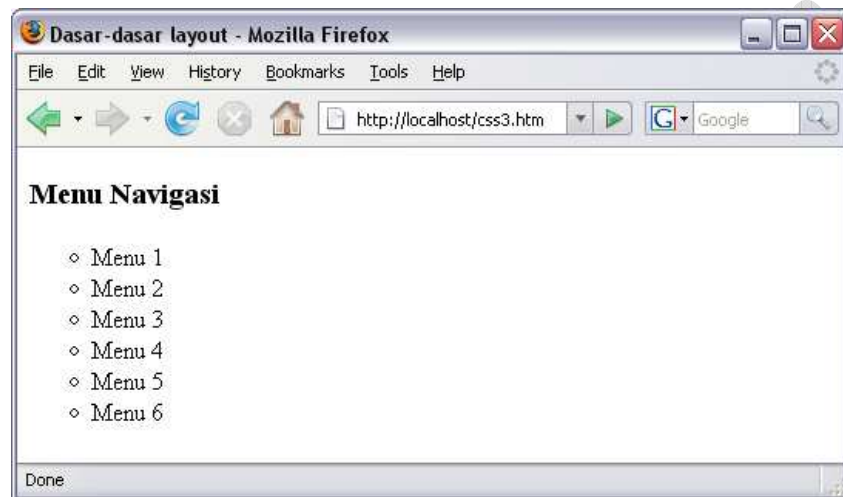 Dasar-dasar layout - Mozilla Firefox
File Edit View History Bookmarks Tools Help
http://localhost/css3.htm G Google
Menu Navigasi
Menu 1
Menu 2
Menu 3
Menu 4
Menu 5
Menu 6
Done